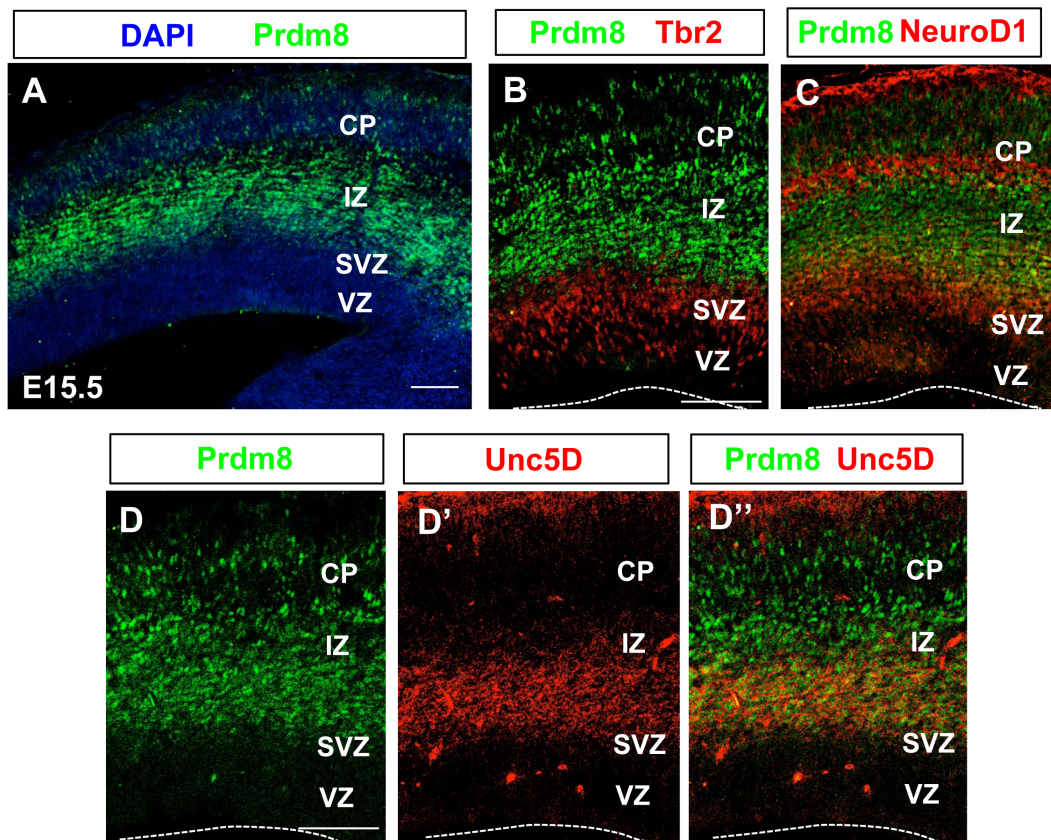 DAPI Prdm8
Prdm8 Tbr2
Prdm8 NeuroD1
A
CP
IZ
SVZ
VZ
E15.5
B
CP
IZ
SVZ
VZ
C
CP
IZ
SVZ
VZ
Prdm8
Unc5D
Prdm8 Unc5D
D
CP
IZ
SVZ
VZ
D’
CP
IZ
SVZ
VZ
D’’
CP
IZ
SVZ
VZ